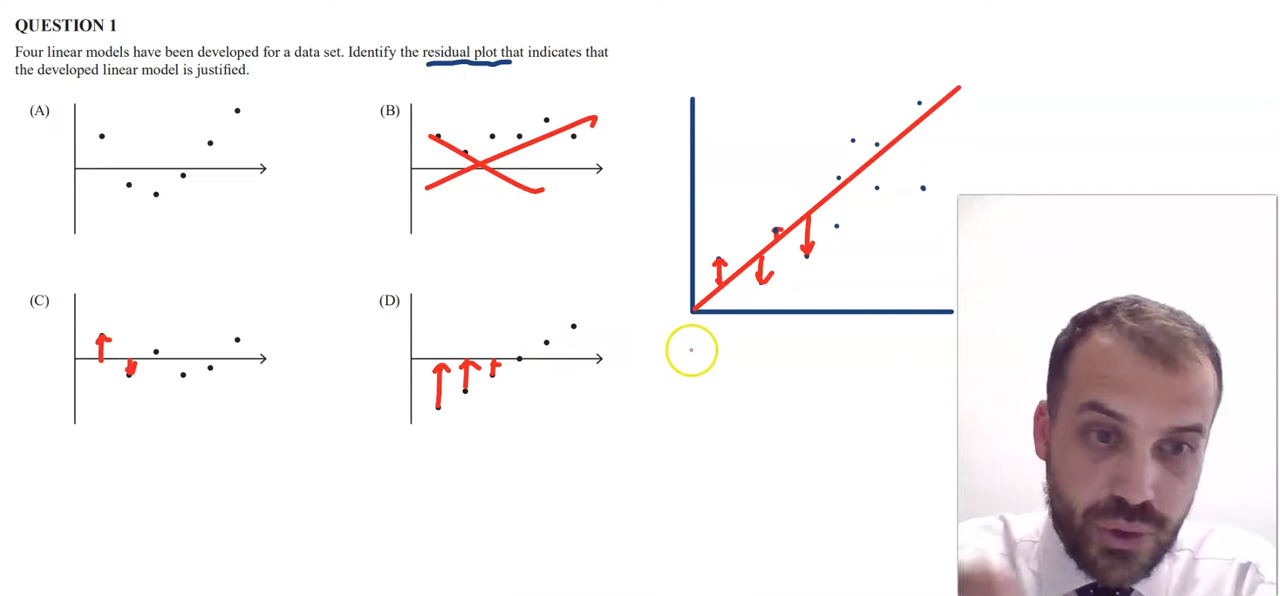 QUESTION 1
Four linear models have been developed for a data set. Identify the residual plot that indicates that
the developed linear model is justified.
(A)
(B)
(C)
(D)